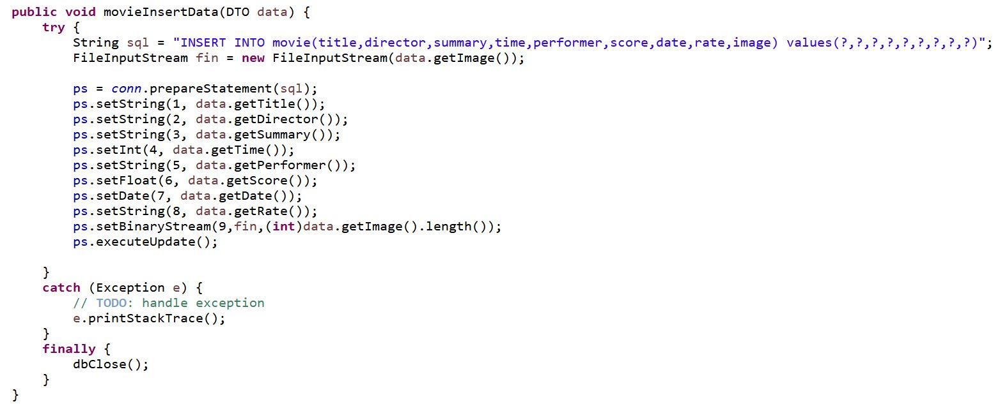 public void movieInsertData(DTO data) {
try {
String sql = "INSERT INTO movie(title,director,summary,time,performer,score,date,rate,image) values(?,?,?,?,?,?,?,?,?)";
FileInputStream fin = new FileInputStream(data.getImage());
ps = conn.prepareStatement(sql);
ps.setString(1, data.getTitle());
ps.setString(2, data.getDirector());
ps.setString(3, data.getSummary());
ps.setInt(4, data.getTime());
ps.setString(5, data.getPerformer());
ps.setFloat(6, data.getScore());
ps.setDate(7, data.getDate());
ps.setString(8, data.getRate());
ps.setBinaryStream(9,fin,(int)data.getImage().length());
ps.executeUpdate();
}
catch (Exception e) {
// TODO: handle exception
e.printStackTrace();
}
finally {
dbClose();
}
}